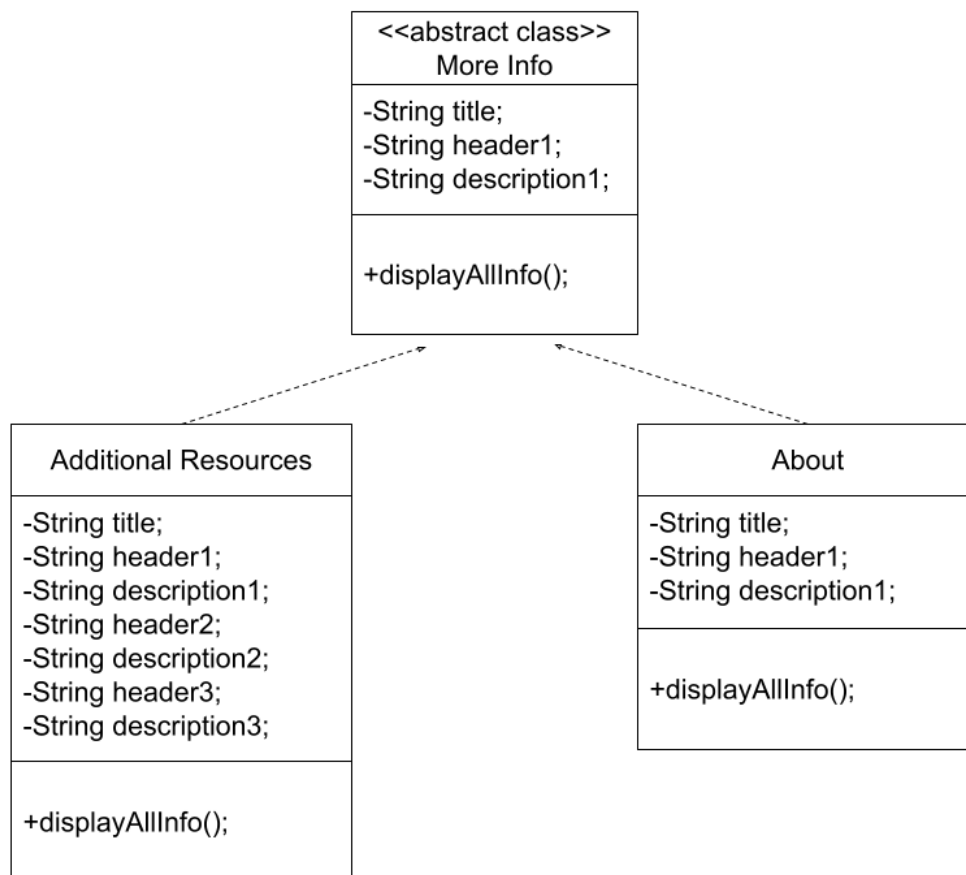 <<abstract class>>
More Info
-String title;
-String header1;
-String description1;
+displayAllInfo();
Additional Resources
-String title;
-String header1;
-String description1;
-String header2;
-String description2;
-String header3;
-String description3;
+displayAllInfo();
About
-String title;
-String header1;
-String description1;
+displayAllInfo();